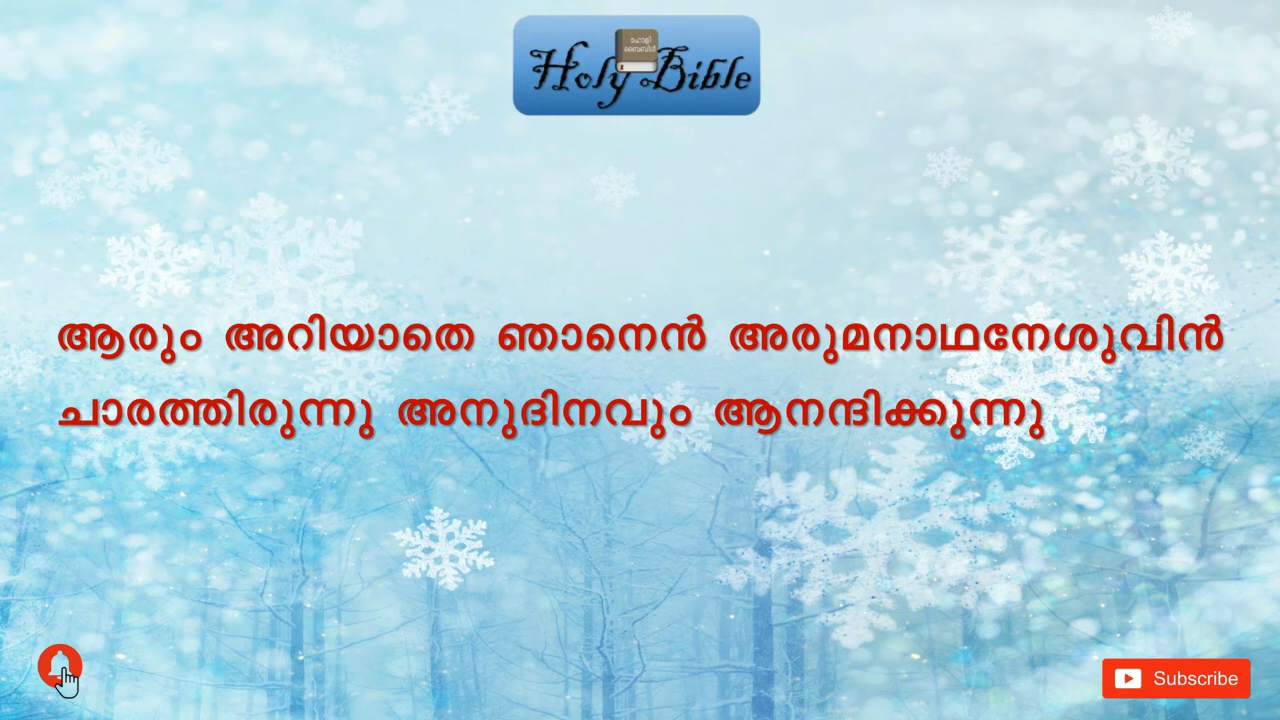 ഹോളി
ബൈബിൾ
Holy Bible
ആരും അറിയാതെ ഞാനെൻ അരുമനാഥനേശുവിൻ
ചാരത്തിരുന്നു അനുദിനവും ആനന്ദിക്കുന്നു
Subscribe